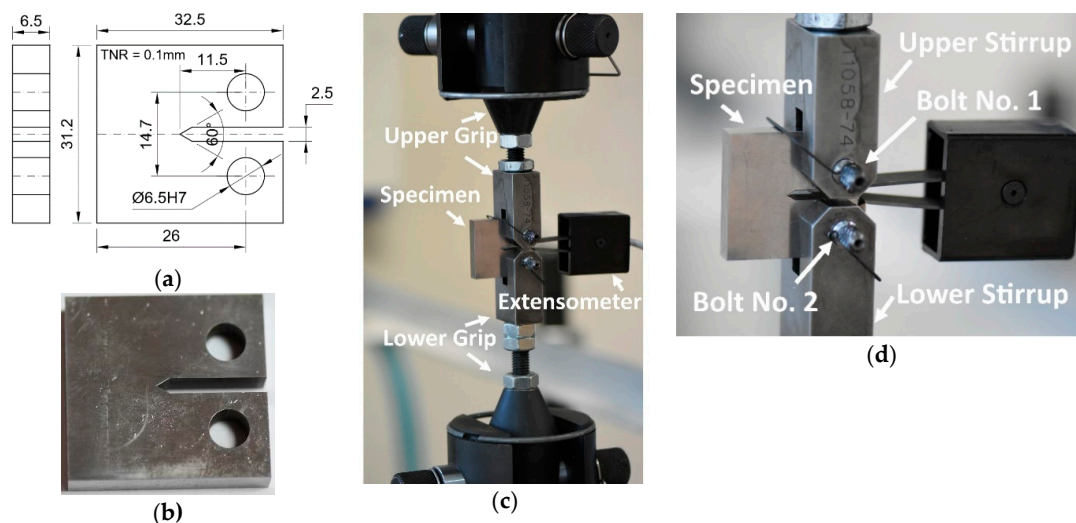 (a)
6.5
32.5
TNR = 0.1mm
11.5
2.5
31.2
14.7
60°
Ø6.5H7
26
(b)
Upper Grip
Specimen
Extensometer
Lower Grip
(c)
Upper Stirrup
Specimen
Bolt No. 1
11058-74
Bolt No. 2
Lower Stirrup
(d)